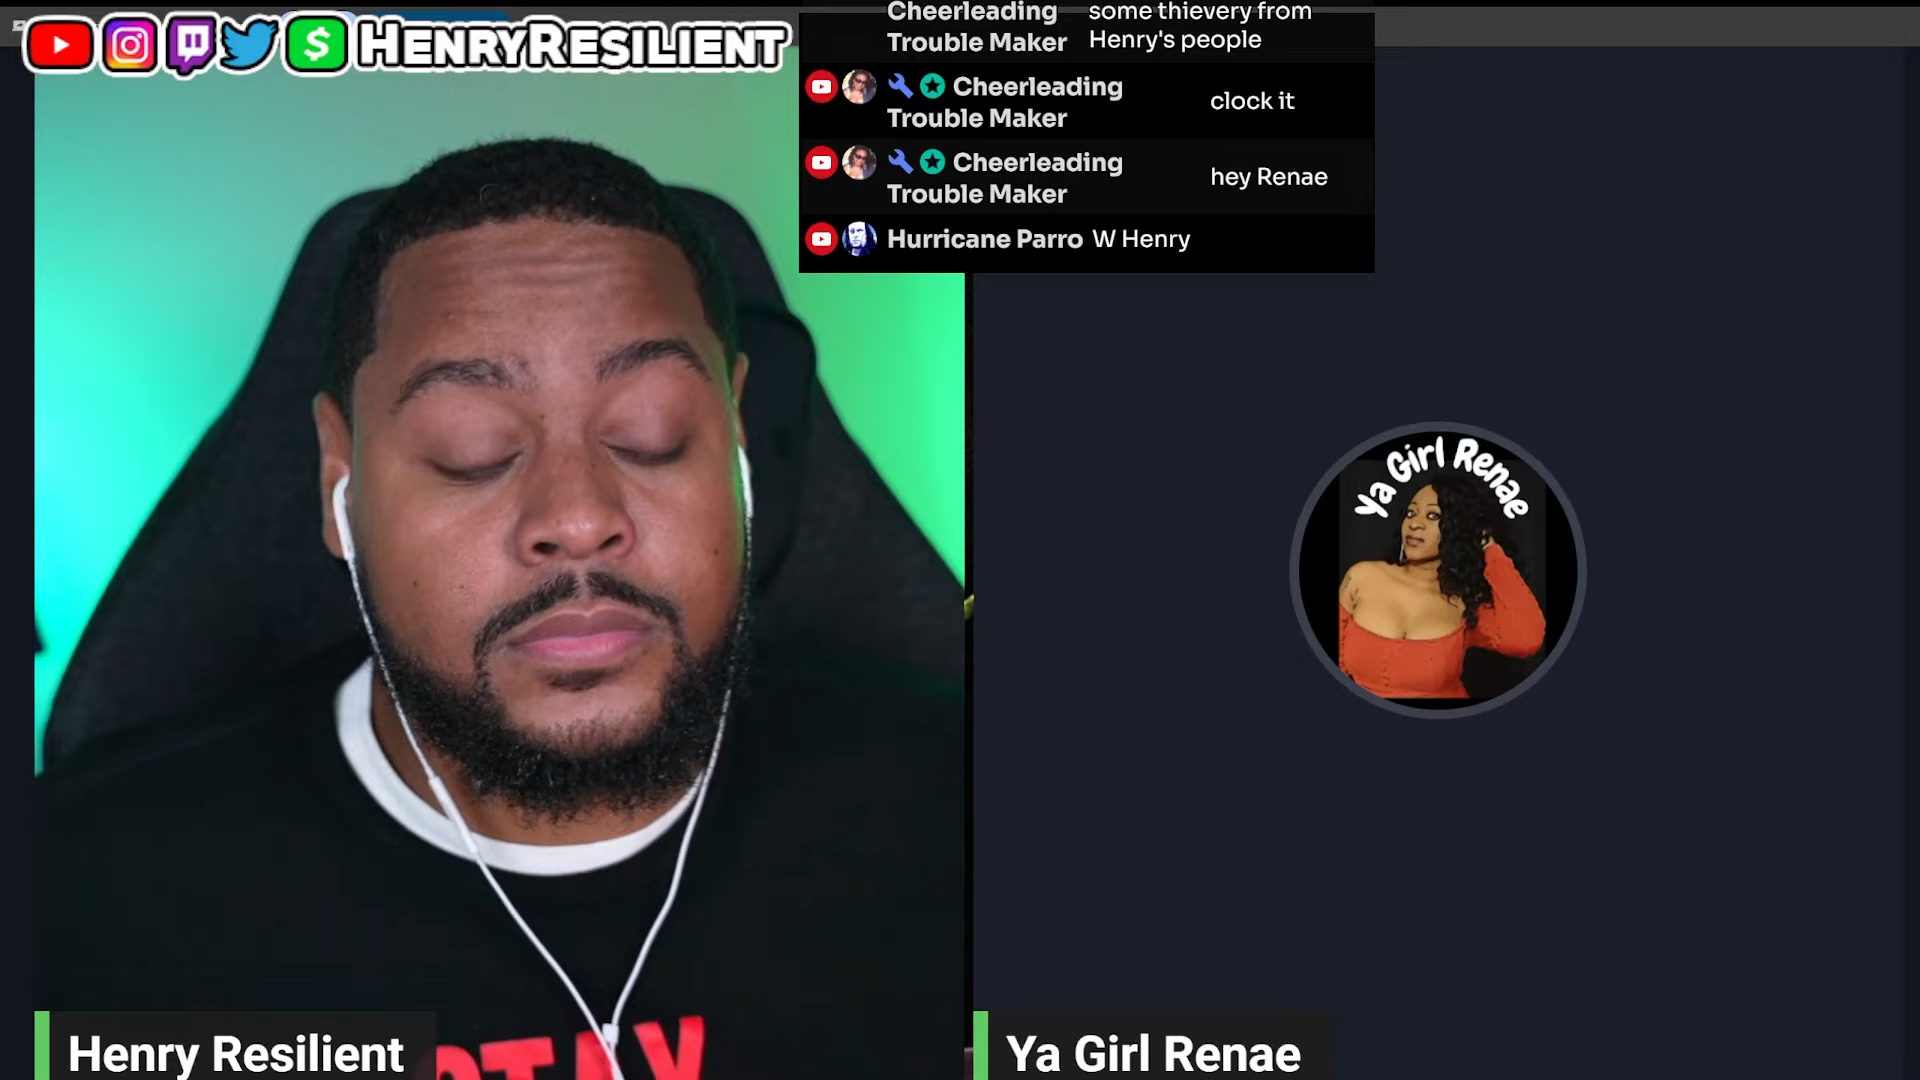 HENRYRESILIENT
Cheerleading
Trouble Maker
some thievery from
Henry's people
Cheerleading
Trouble Maker
clock it
Cheerleading
Trouble Maker
hey Renae
Hurricane Parro W Henry
Ya Girl Renae
STAY
Henry Resilient
Ya Girl Renae